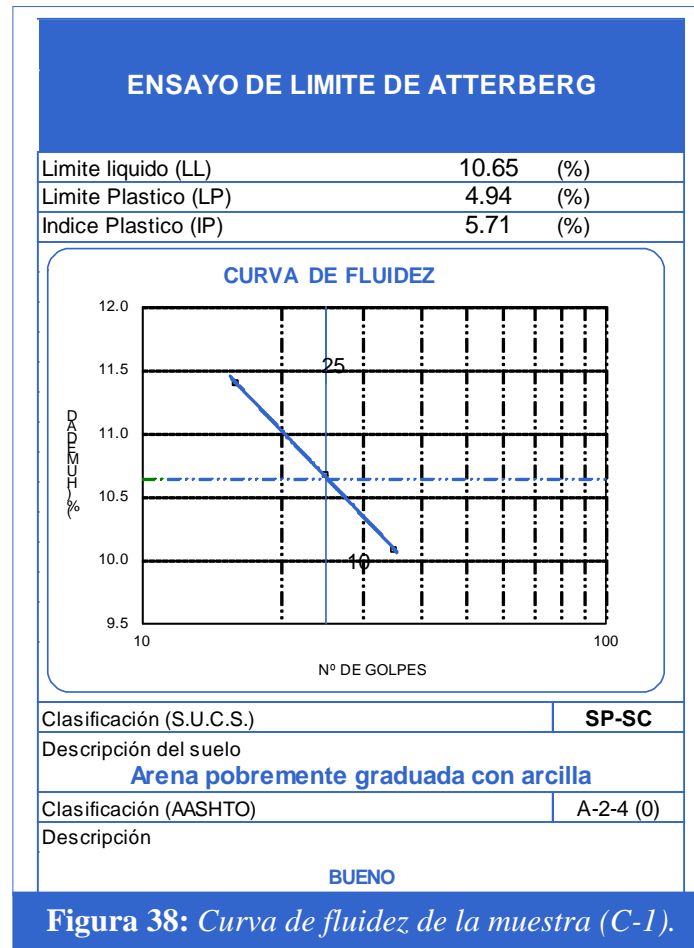 ENSAYO DE LIMITE DE ATTERBERG
Limite liquido (LL) 10.65 (%)
Limite Plastico (LP) 4.94 (%)
Indice Plastico (IP) 5.71 (%)
CURVA DE FLUIDEZ
12.0
11.5
11.0
10.5
10.0
9.5
25
10
10
100
HUMEDAD (%)
Nº DE GOLPES
Clasificación (S.U.C.S.) SP-SC
Descripción del suelo
Arena pobremente graduada con arcilla
Clasificación (AASHTO) A-2-4 (0)
Descripción
BUENO
Figura 38: Curva de fluidez de la muestra (C-1).